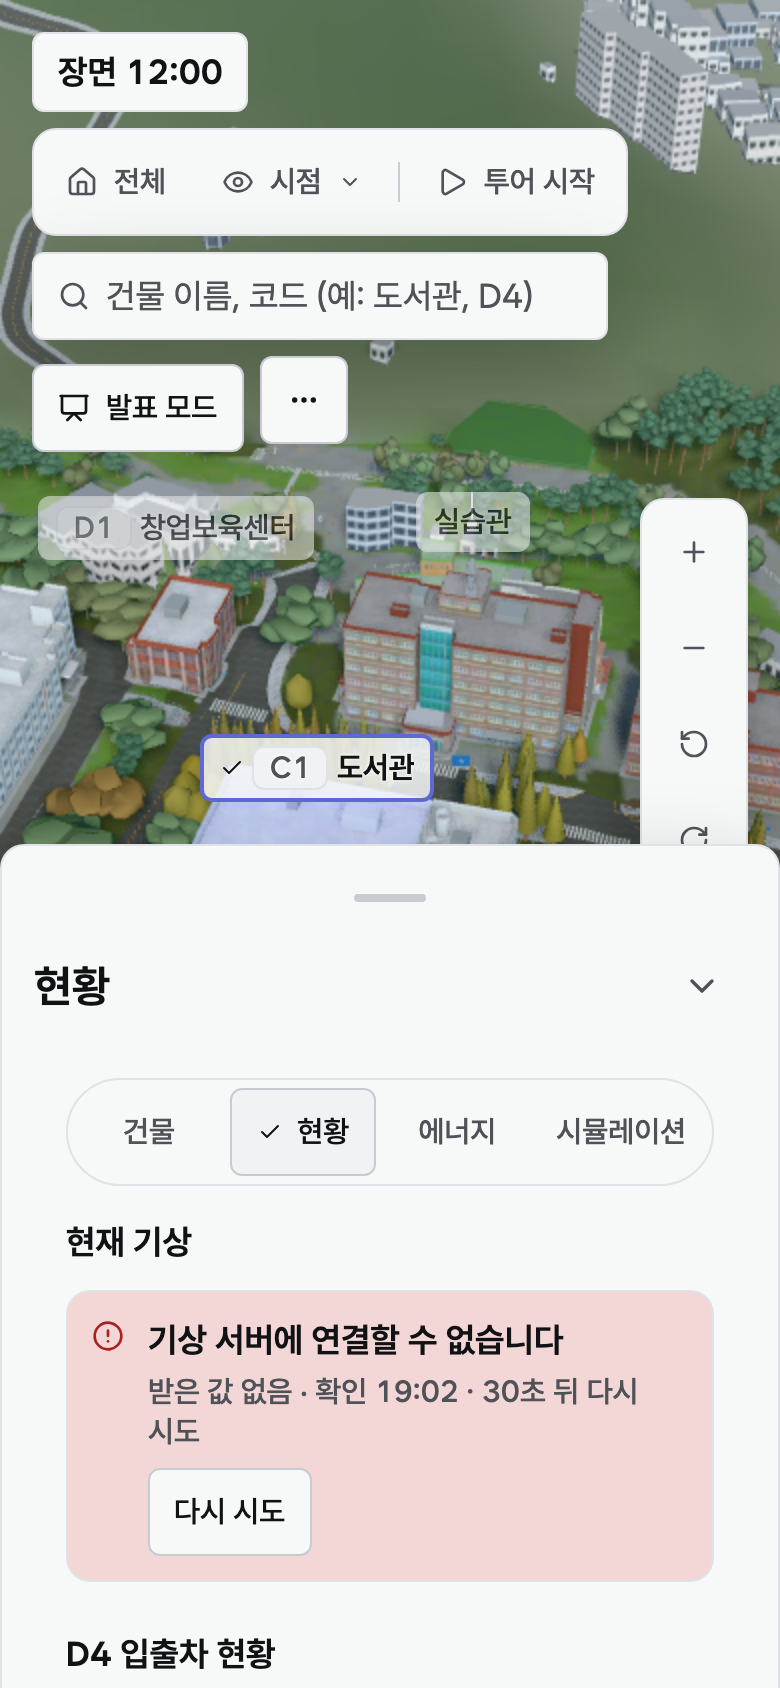 장면 12:00
전체 시점 투어 시작
건물 이름, 코드 (예: 도서관, D4)
발표 모드 ···
D1 창업보육센터
실습관
C1 도서관
현황
건물 현황 에너지 시뮬레이션
현재 기상
기상 서버에 연결할 수 없습니다
받은 값 없음 · 확인 19:02 · 30초 뒤 다시
시도
다시 시도
D4 입출차 현황